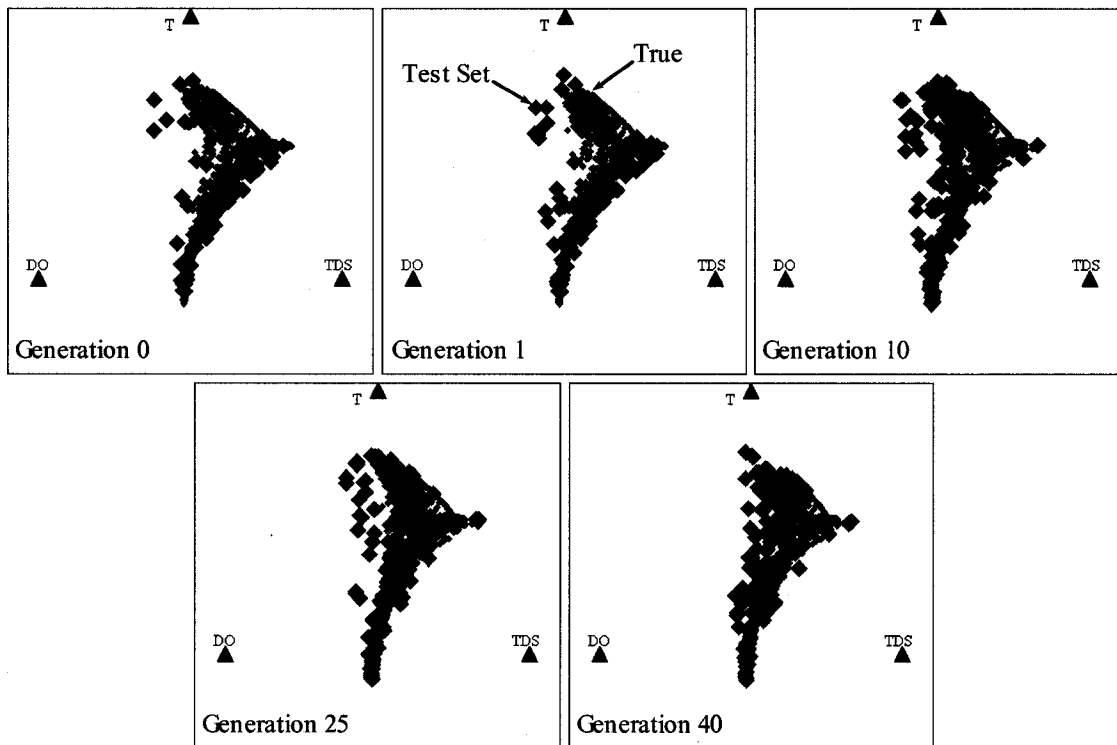 T
DO
TDS
Generation 0
T
Test Set
True
DO
TDS
Generation 1
T
DO
TDS
Generation 10
T
DO
TDS
Generation 25
T
DO
TDS
Generation 40